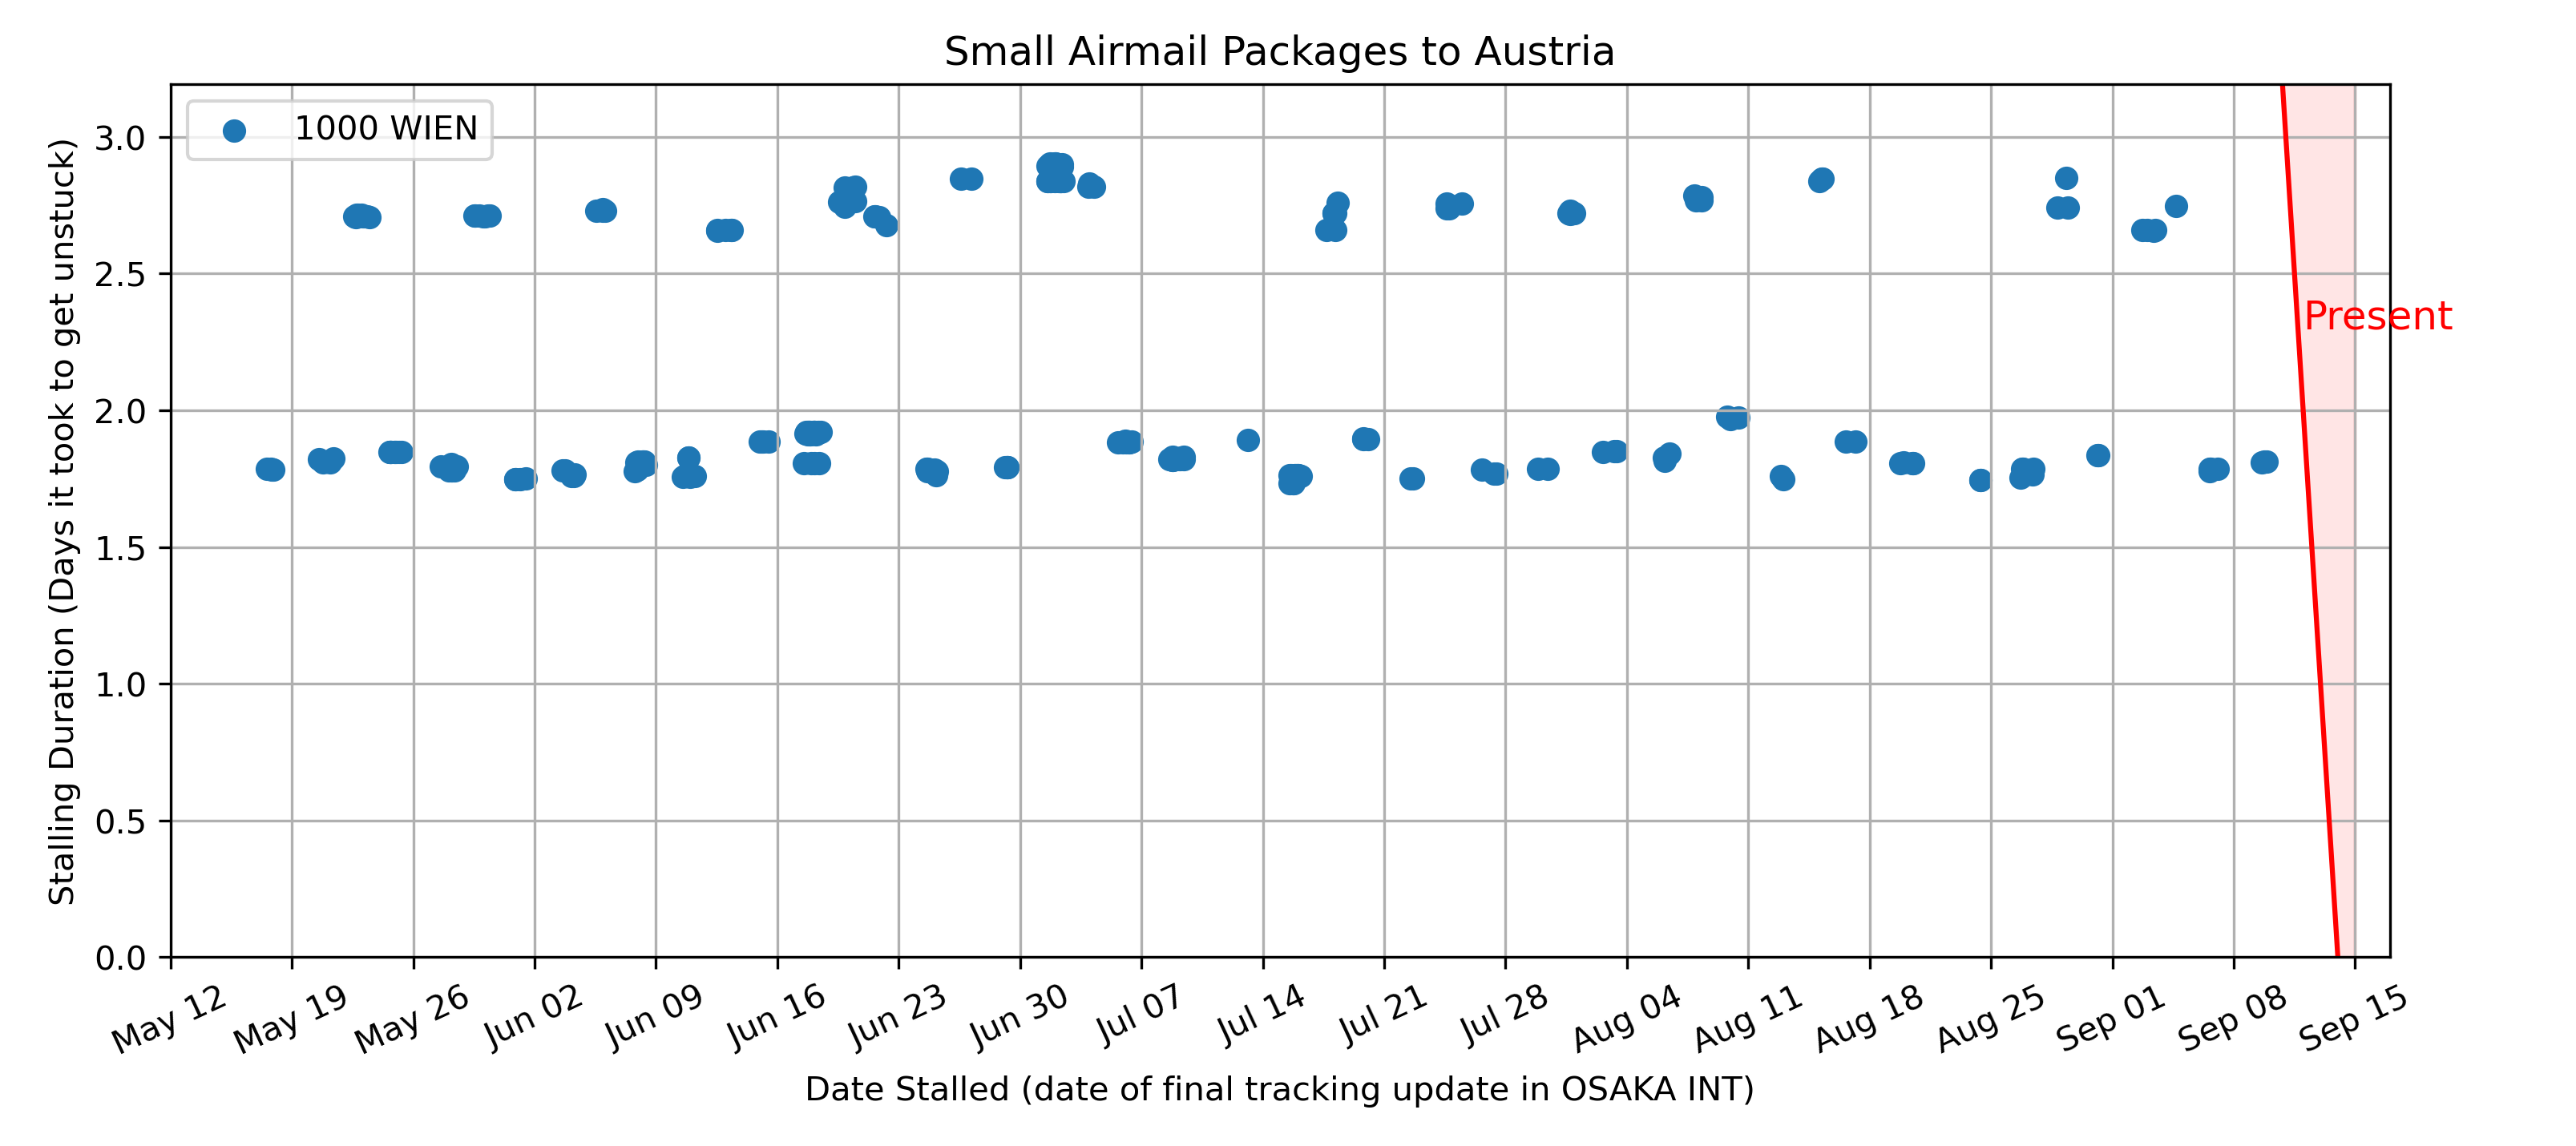 Small Airmail Packages to Austria
1000 WIEN
Stalling Duration (Days it took to get unstuck)
3.0
2.5
2.0
1.5
1.0
0.5
0.0
Present
May 12
May 19
May 26
Jun 02
Jun 09
Jun 16
Jun 23
Jun 30
Jul 07
Jul 14
Jul 21
Jul 28
Aug 04
Aug 11
Aug 18
Aug 25
Sep 01
Sep 08
Sep 15
Date Stalled (date of final tracking update in OSAKA INT)